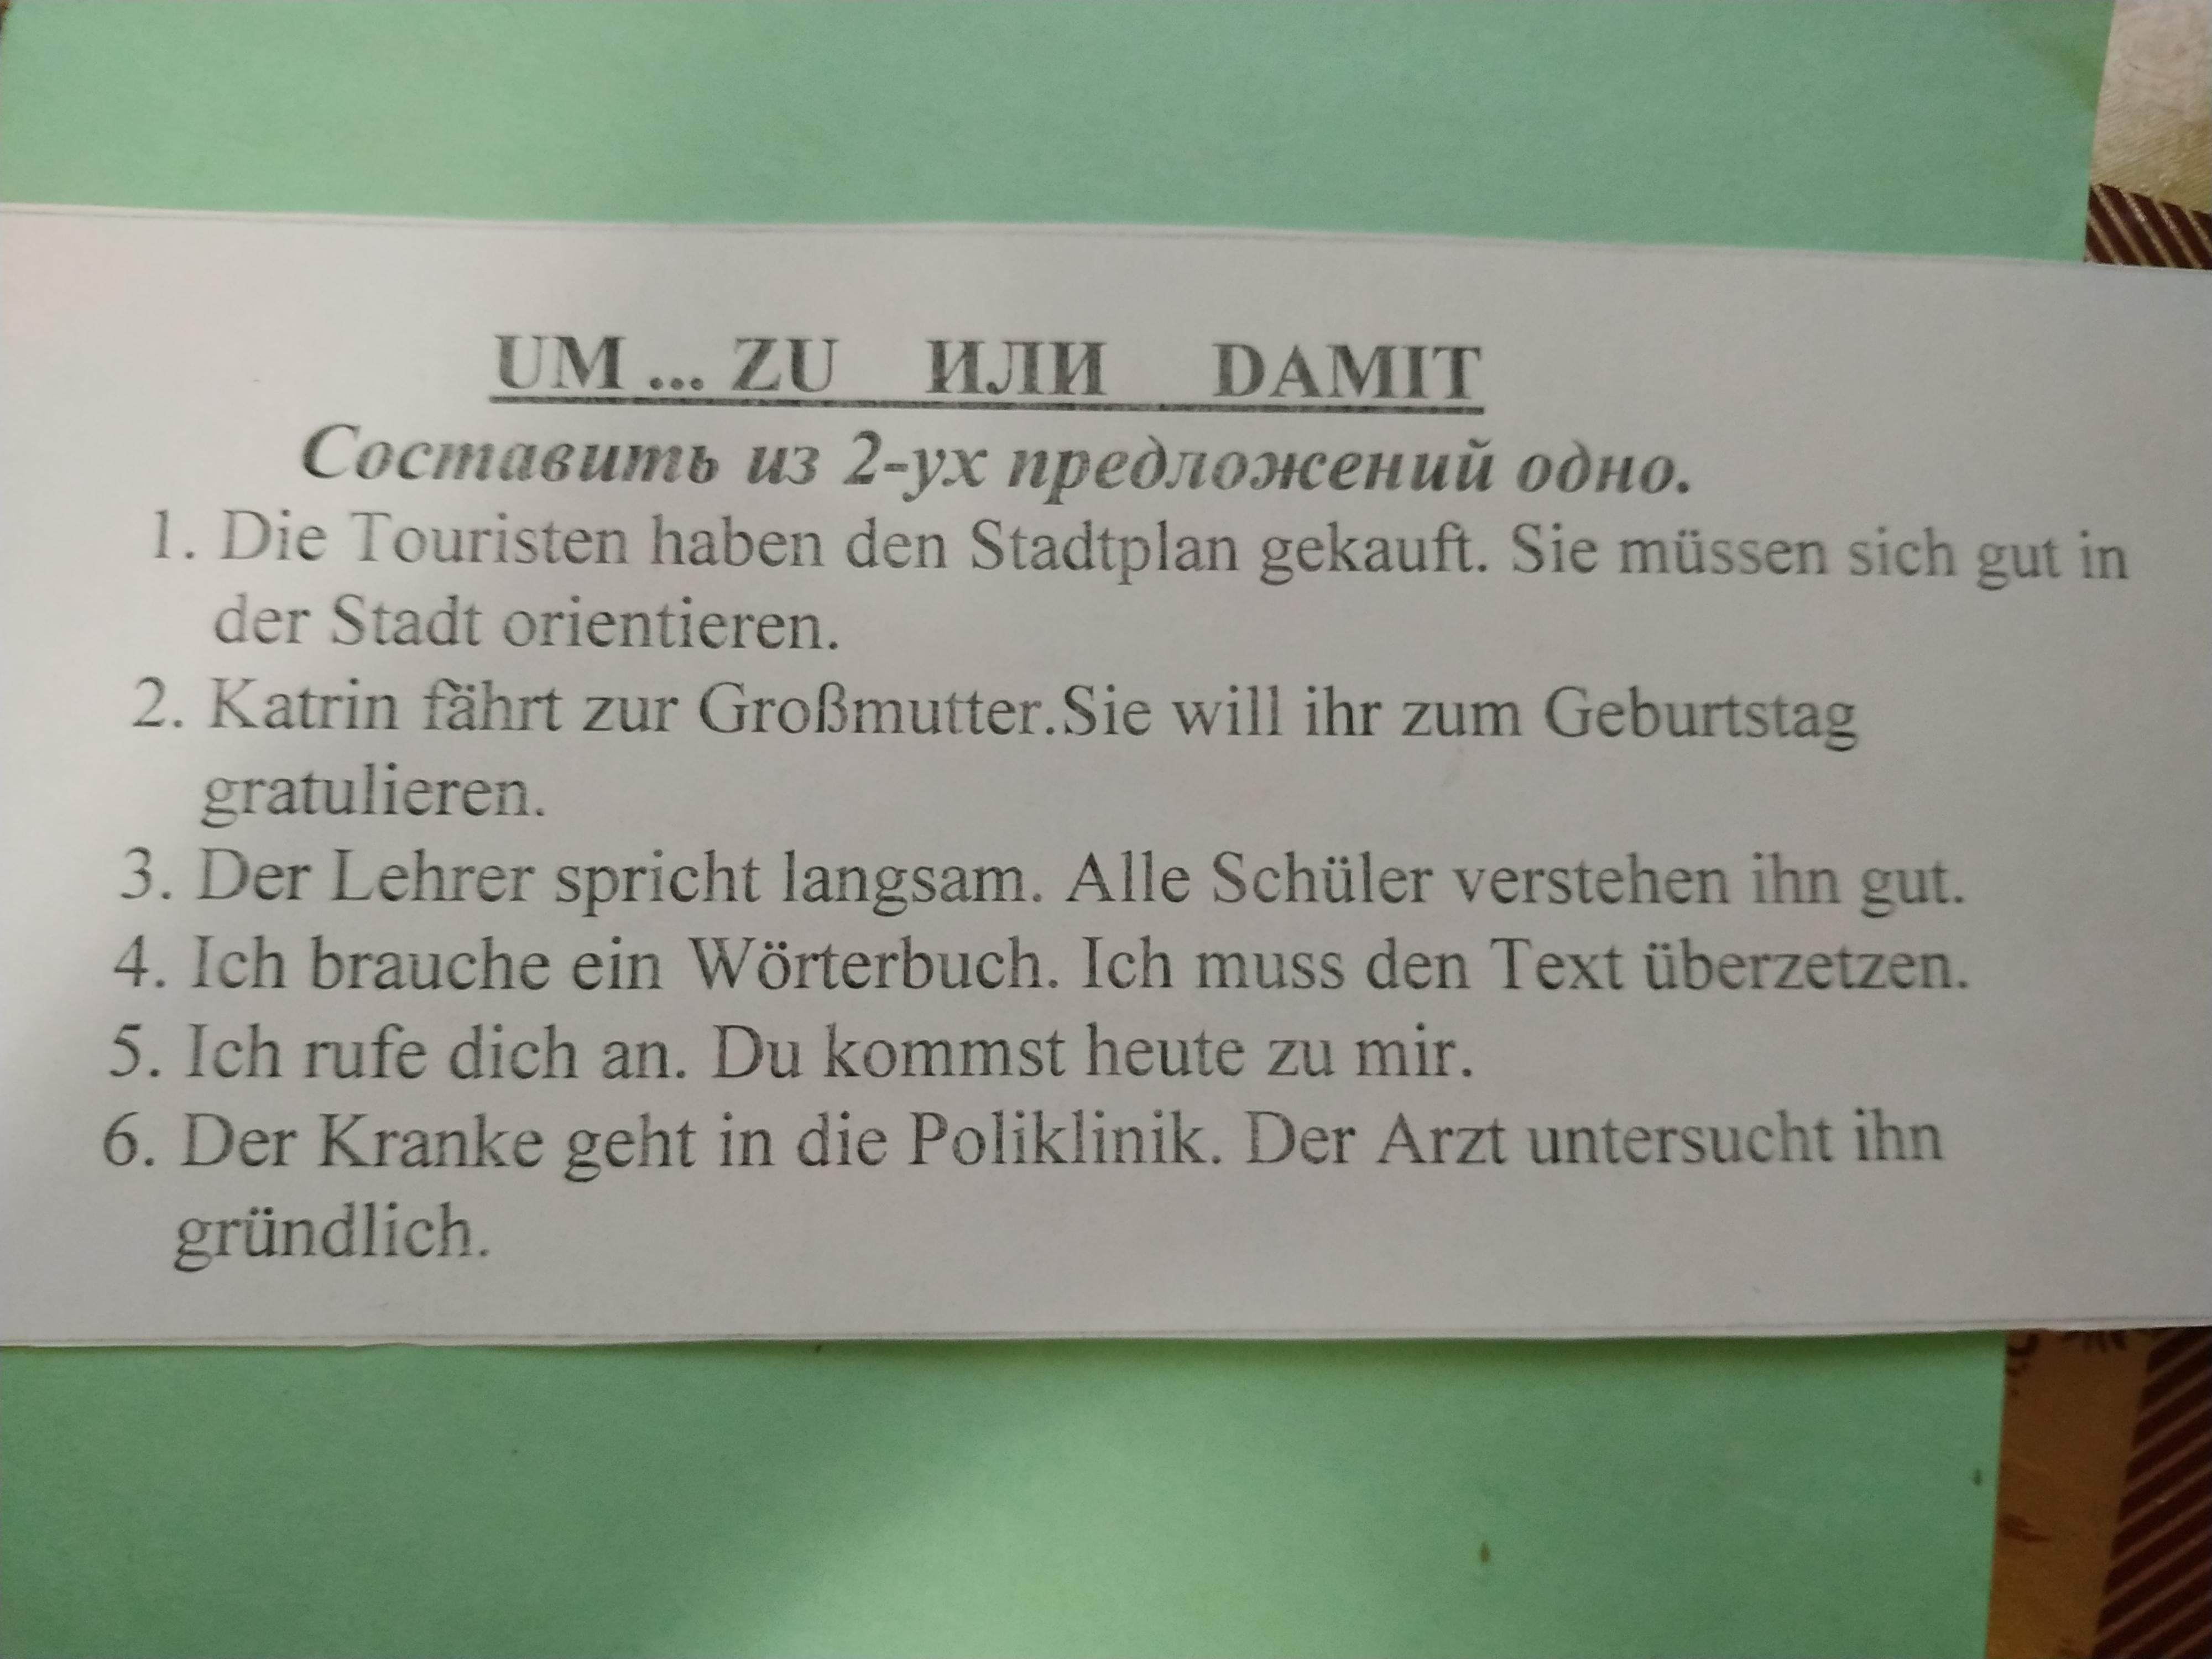 UM ... ZU ИЛИ DAMIT
Составить из 2-ух предложений одно.
1. Die Touristen haben den Stadtplan gekauft. Sie müssen sich gut in
der Stadt orientieren.
2. Katrin fährt zur Großmutter.Sie will ihr zum Geburtstag
gratulieren.
3. Der Lehrer spricht langsam. Alle Schüler verstehen ihn gut.
4. Ich brauche ein Wörterbuch. Ich muss den Text überzetzen.
5. Ich rufe dich an. Du kommst heute zu mir.
6. Der Kranke geht in die Poliklinik. Der Arzt untersucht ihn
gründlich.